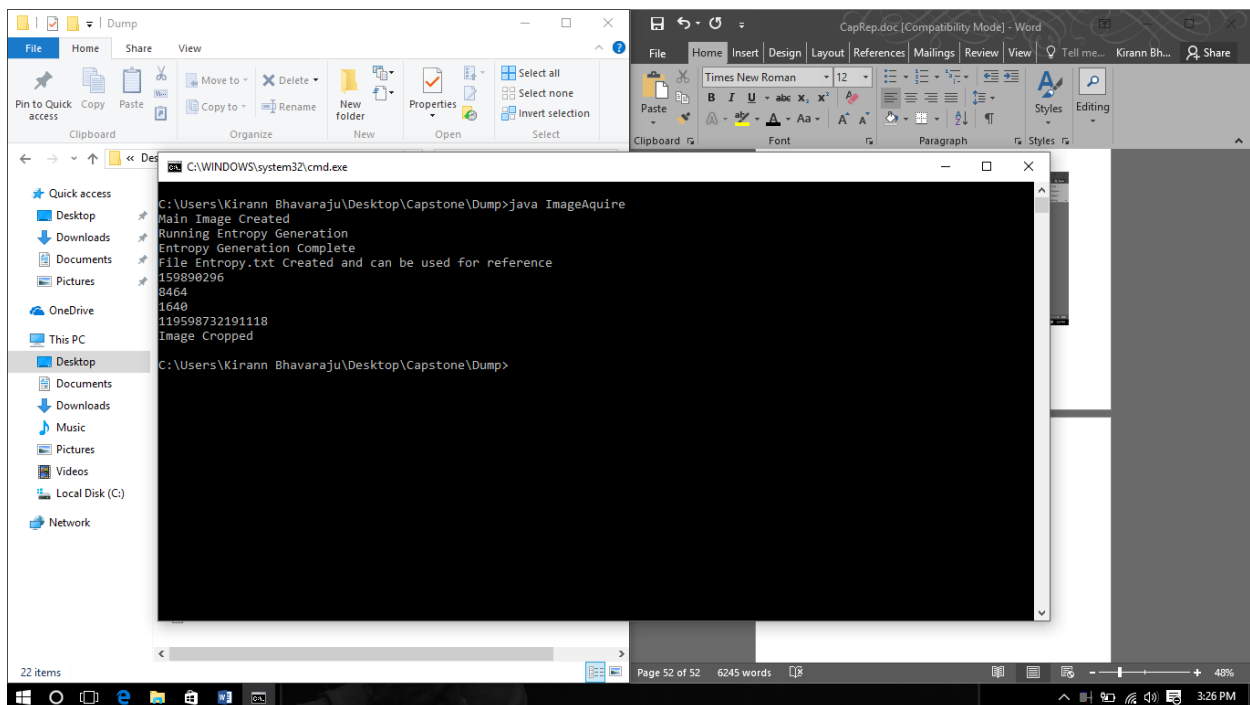 Dump
File Home Share View
Pin to Quick access
Copy
Paste
Clipboard
Move to
Copy to
Delete
Rename
Organize
New folder
New
Properties
Open
Select all
Select none
Invert selection
Select
« Des
Quick access
Desktop
Downloads
Documents
Pictures
OneDrive
This PC
Desktop
Documents
Downloads
Music
Pictures
Videos
Local Disk (C:)
Network
22 items
CapRep.doc [Compatibility Mode] - Word
File Home Insert Design Layout References Mailings Review View Tell me... Kirann Bh... Share
Paste
Clipboard
Times New Roman 12
B I U abc X₂ X²
A Aa A A
Font
Paragraph
Styles
Styles
Editing
C:\WINDOWS\system32\cmd.exe
C:\Users\Kirann Bhavaraju\Desktop\Capstone\Dump>java ImageAquire
Main Image Created
Running Entropy Generation
Entropy Generation Complete
File Entropy.txt Created and can be used for reference
159890296
8464
1640
119598732191118
Image Cropped
C:\Users\Kirann Bhavaraju\Desktop\Capstone\Dump>
Page 52 of 52 6245 words
48%
3:26 PM